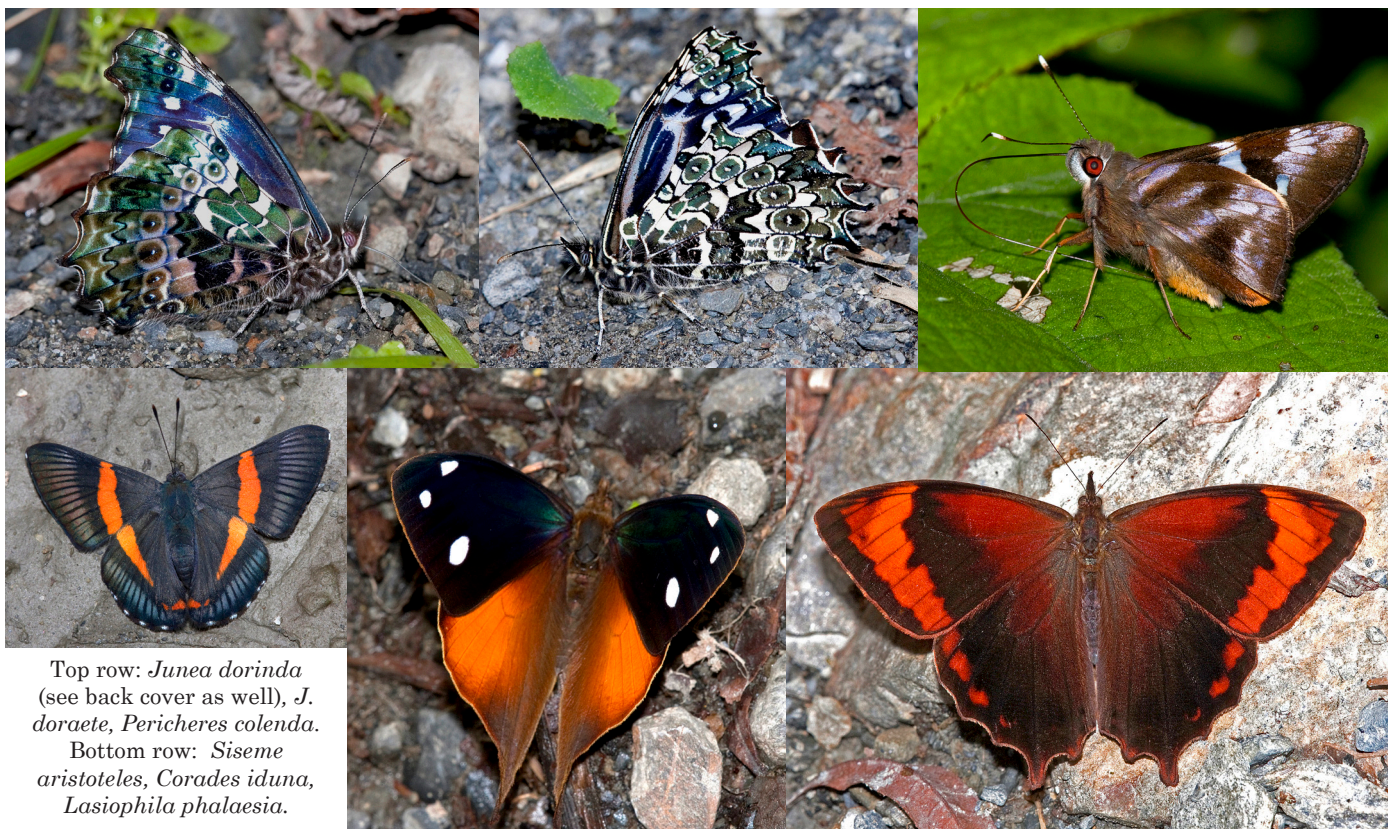 Top row: Junea dorinda
(see back cover as well), J.
doraete, Pericheres colenda.
Bottom row: Siseme
aristoteles, Corades iduna,
Lasiophila phalaesia.